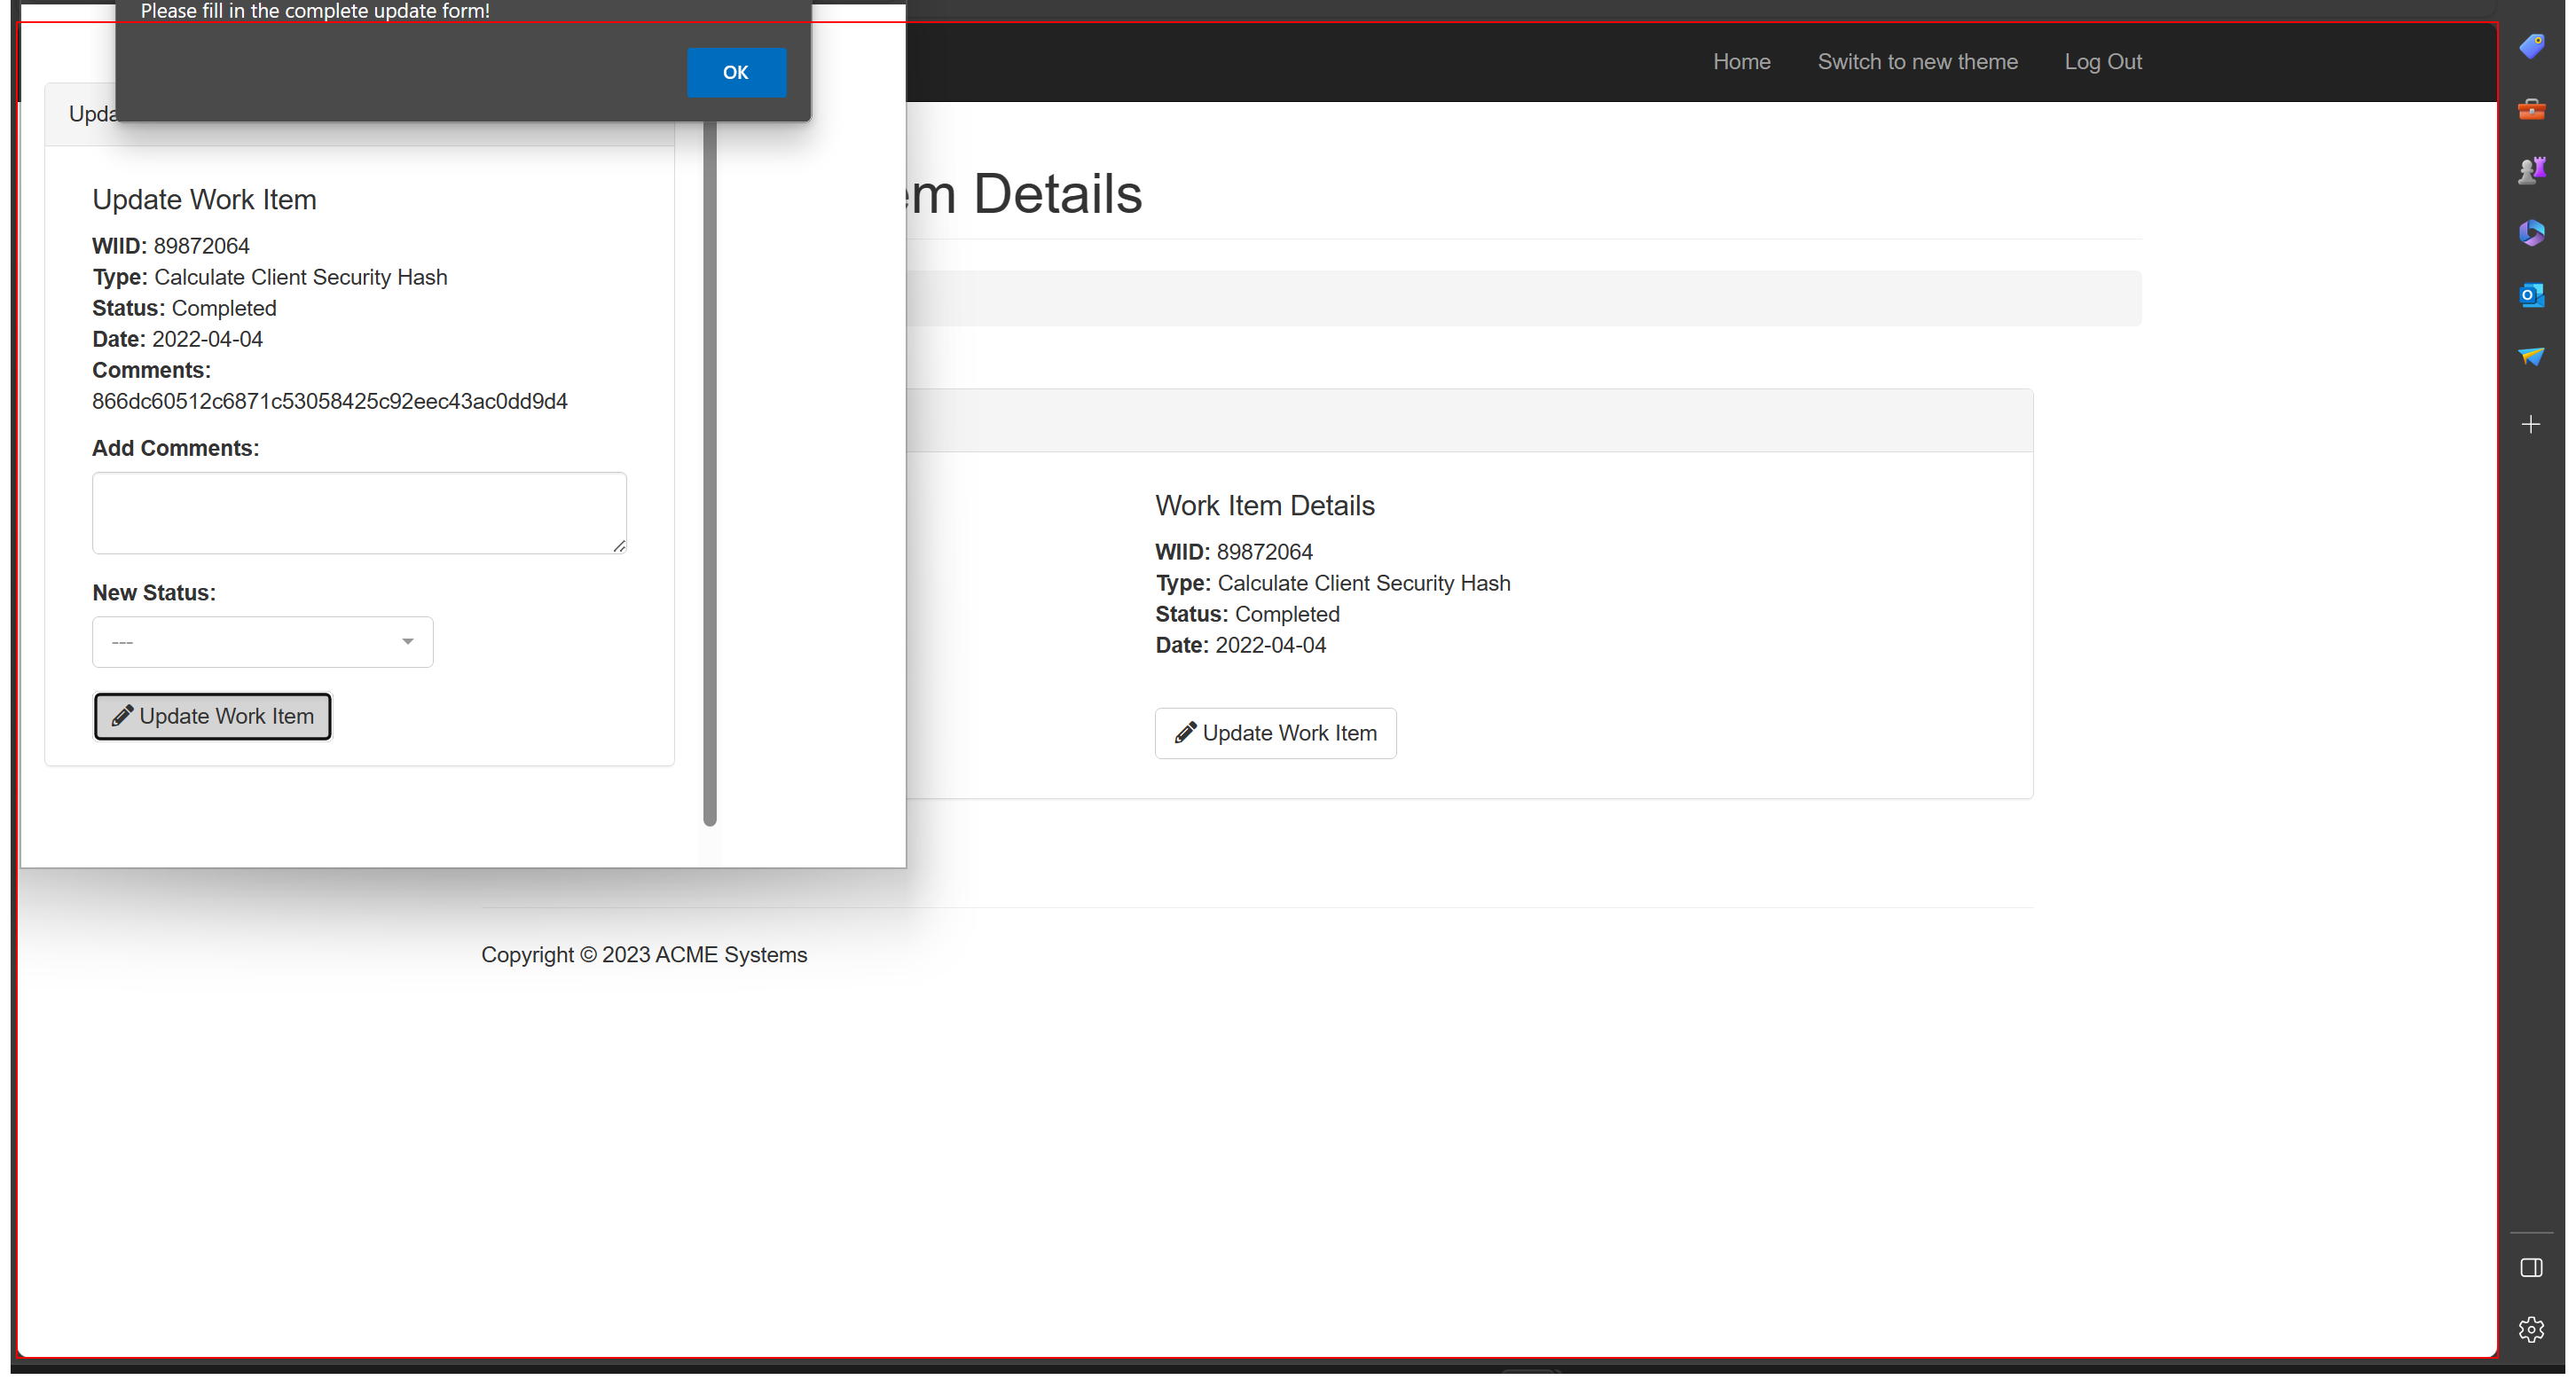 Please fill in the complete update form!
OK
Home Switch to new theme Log Out
Upda
Update Work Item
WIID: 89872064
Type: Calculate Client Security Hash
Status: Completed
Date: 2022-04-04
Comments:
866dc60512c6871c53058425c92eec43ac0dd9d4
Add Comments:
New Status:
---
Update Work Item
em Details
Work Item Details
WIID: 89872064
Type: Calculate Client Security Hash
Status: Completed
Date: 2022-04-04
Update Work Item
Copyright © 2023 ACME Systems